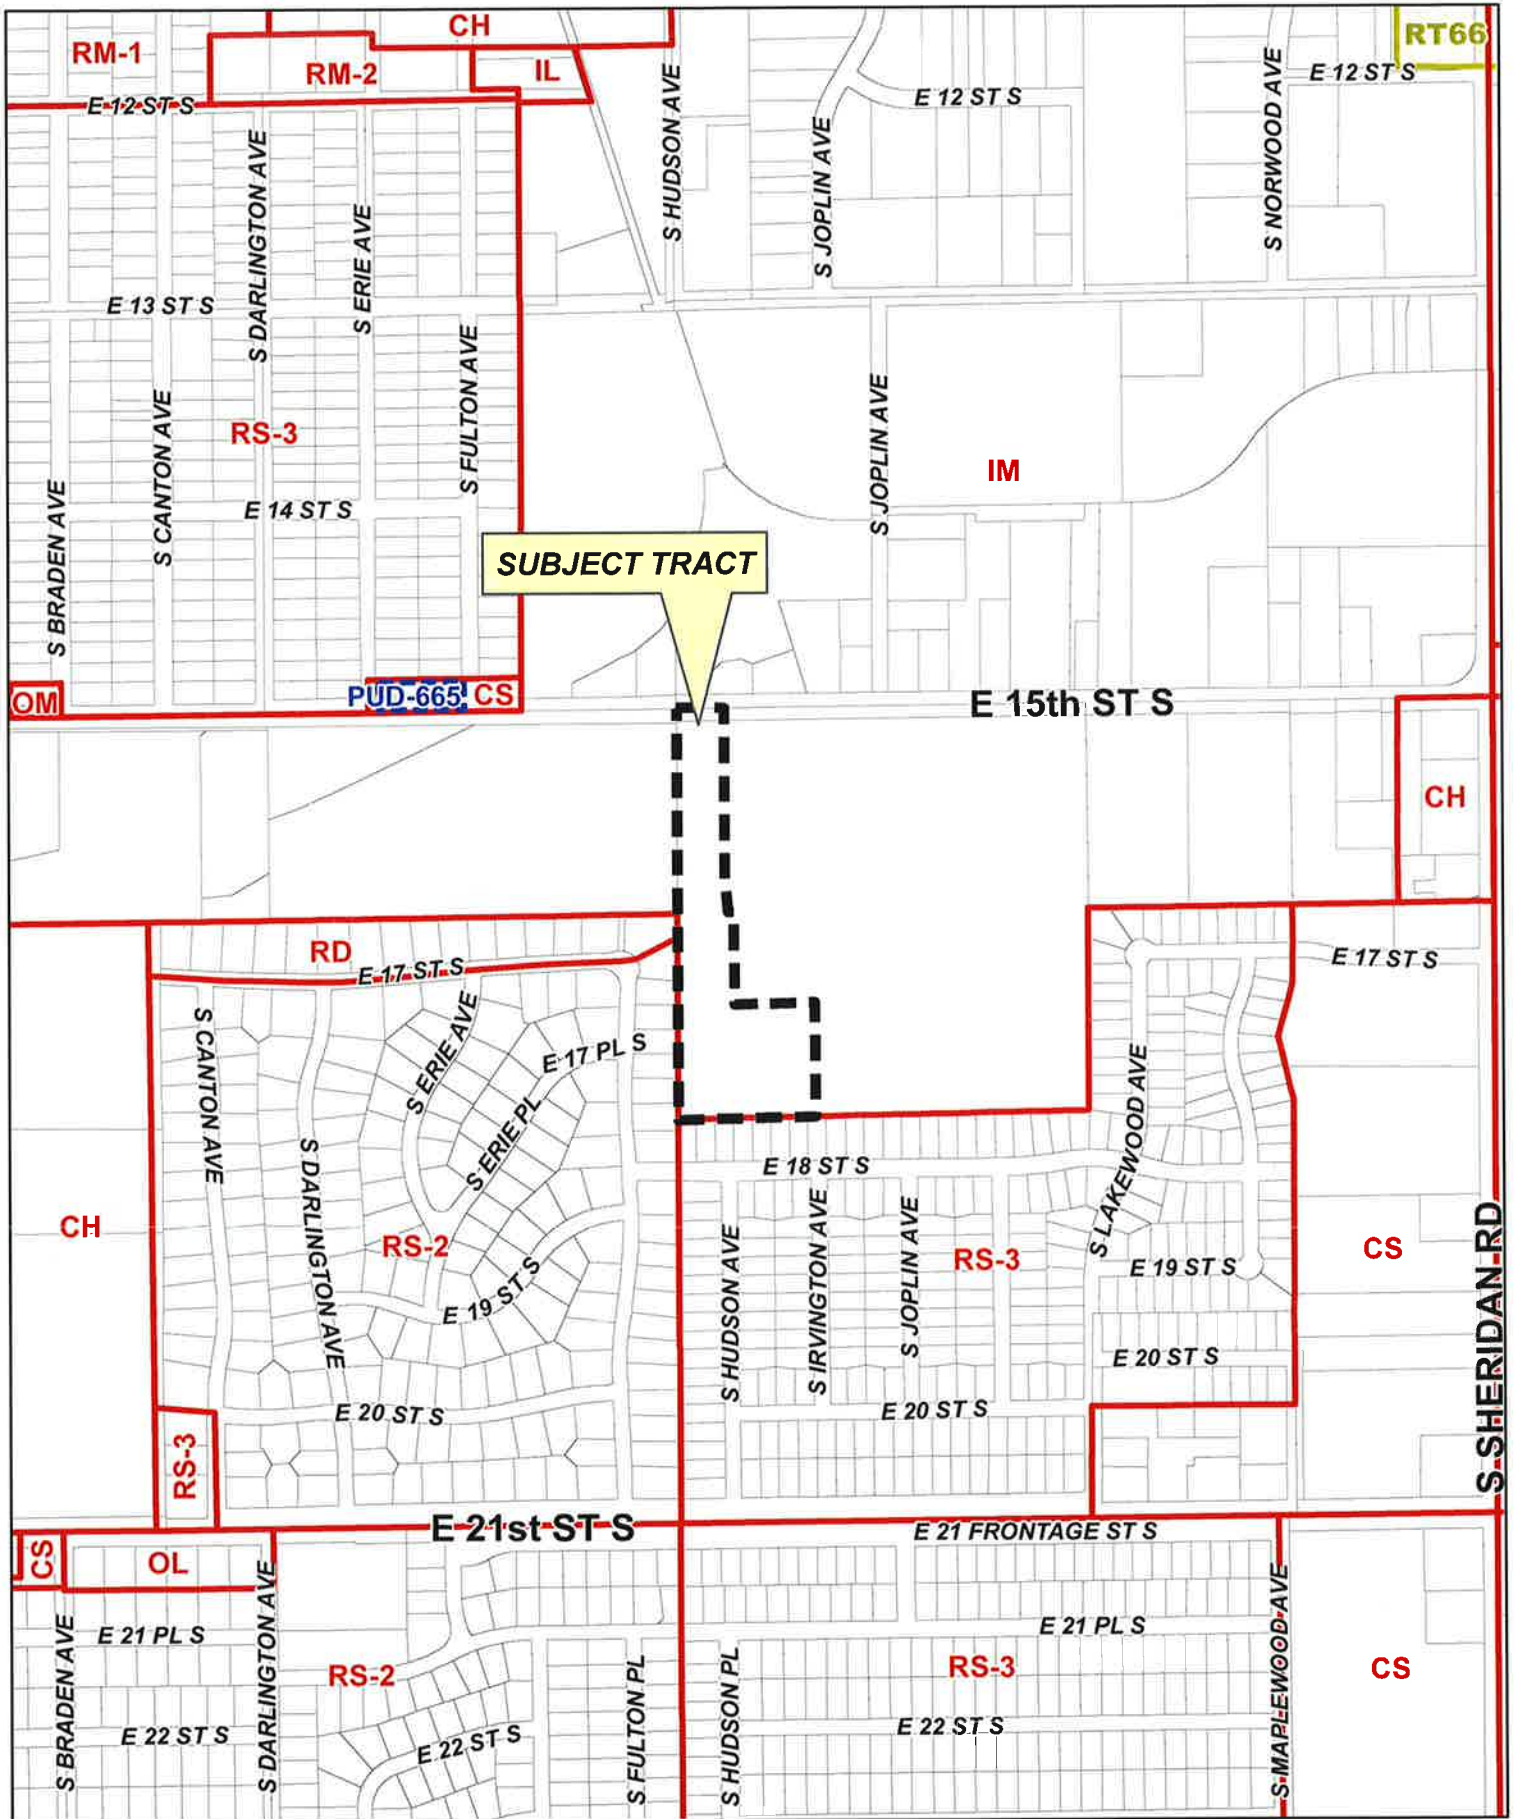 CH
RT66
RM-1
RM-2
IL
E 12 ST S
E 12 ST S
E 12 ST S
S HUDSON AVE
S JOPLIN AVE
S NORWOOD AVE
S DARLINGTON AVE
S ERIE AVE
E 13 ST S
S FULTON AVE
S CANTON AVE
RS-3
S JOPLIN AVE
IM
S BRADEN AVE
E 14 ST S
SUBJECT TRACT
OM
PUD-665
CS
E 15th ST S
CH
RD
E 17 ST S
E 17 ST S
S CANTON AVE
S ERIE AVE
E 17 PL S
S ERIE PL
S DARLINGTON AVE
S LAKEWOOD AVE
E 18 ST S
CH
RS-2
S HUDSON AVE
S IRVINGTON AVE
S JOPLIN AVE
RS-3
CS
S SHERIDAN RD
E 19 ST S
E 19 ST S
E 20 ST S
E 20 ST S
E 20 ST S
RS-3
E 21st ST S
E 21 FRONTAGE ST S
CS
OL
S BRADEN AVE
E 21 PL S
S DARLINGTON AVE
E 21 PL S
RS-2
S FULTON PL
S HUDSON PL
RS-3
S MAPLEWOOD AVE
CS
E 22 ST S
E 22 ST S
E 22 ST S